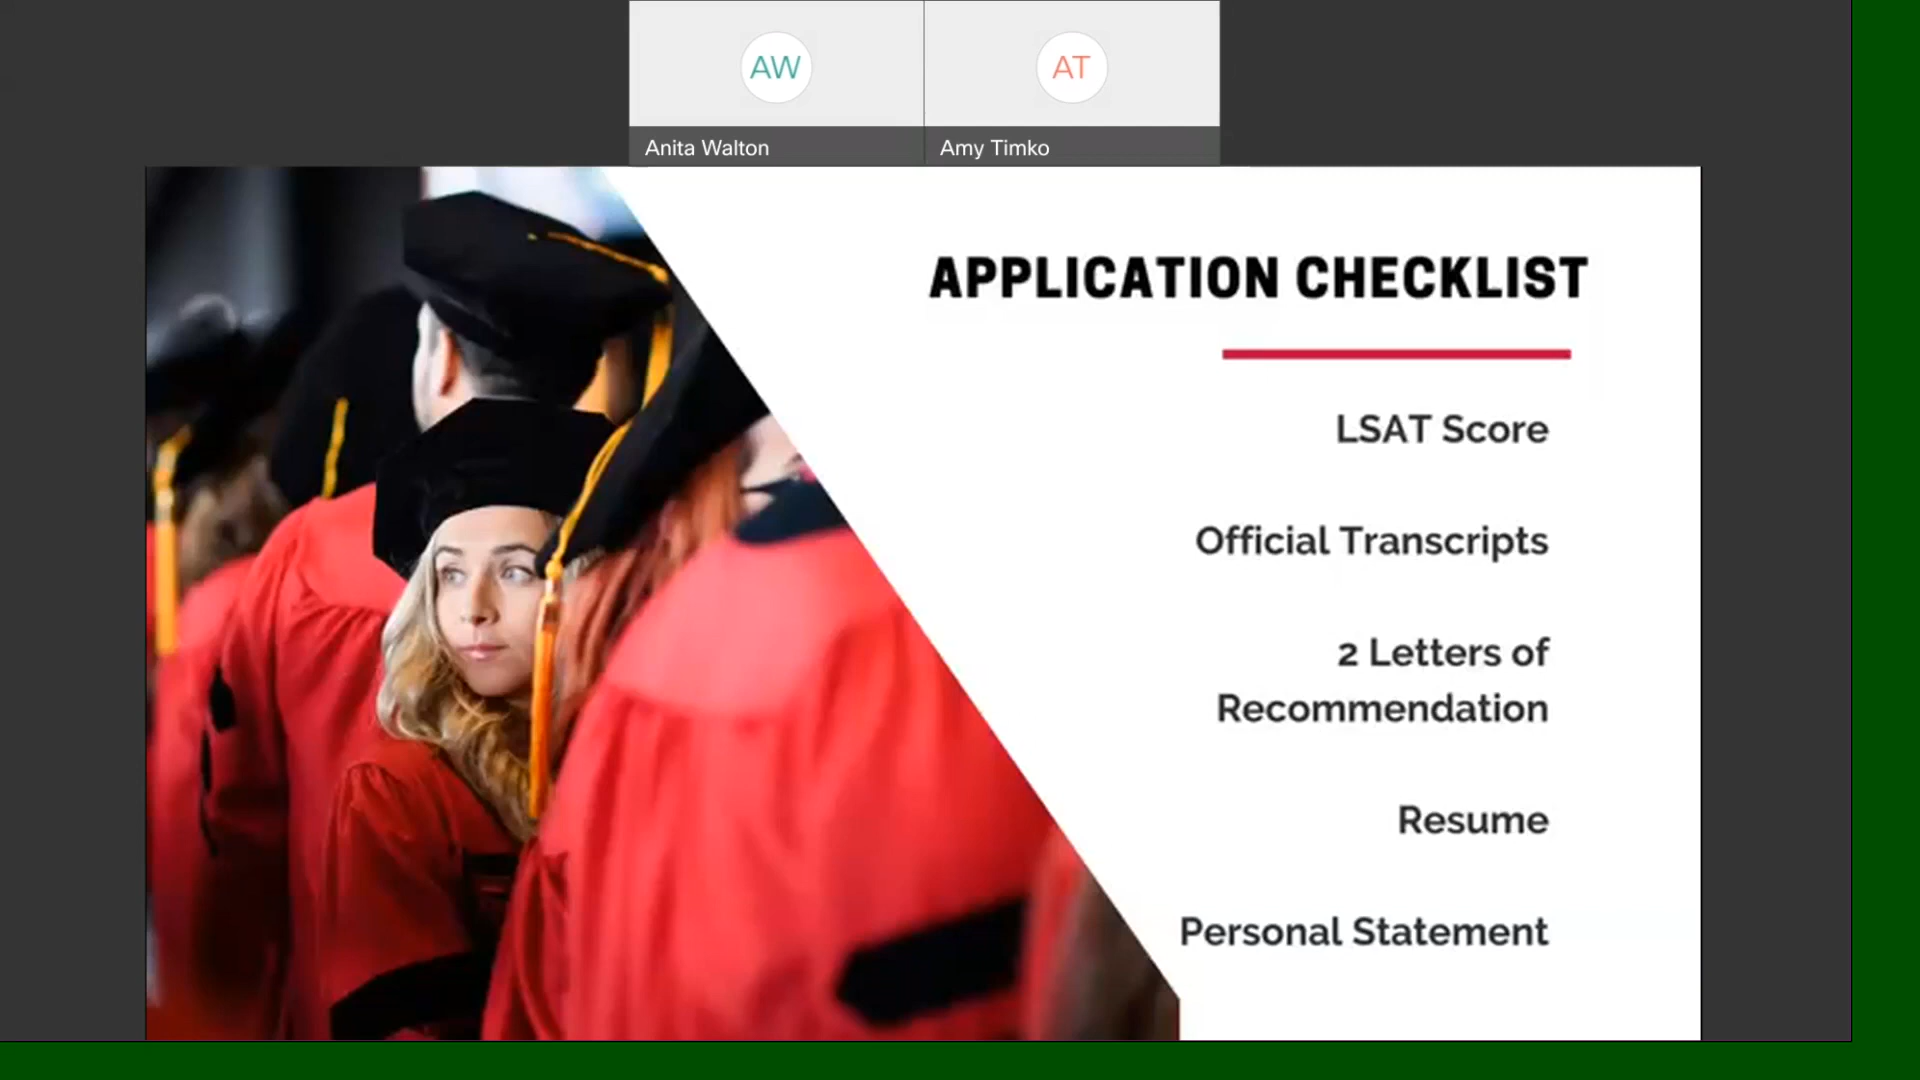 AW
AT
Anita Walton
Amy Timko
APPLICATION CHECKLIST
LSAT Score
Official Transcripts
2 Letters of
Recommendation
Resume
Personal Statement